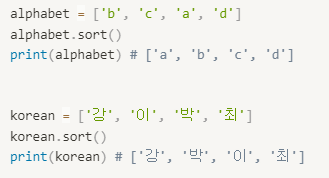 alphabet = ['b', 'c', 'a', 'd']
alphabet.sort()
print(alphabet) # ['a', 'b', 'c', 'd']
korean = ['강', '이', '박', '최']
korean.sort()
print(korean) # ['강', '박', '이', '최']